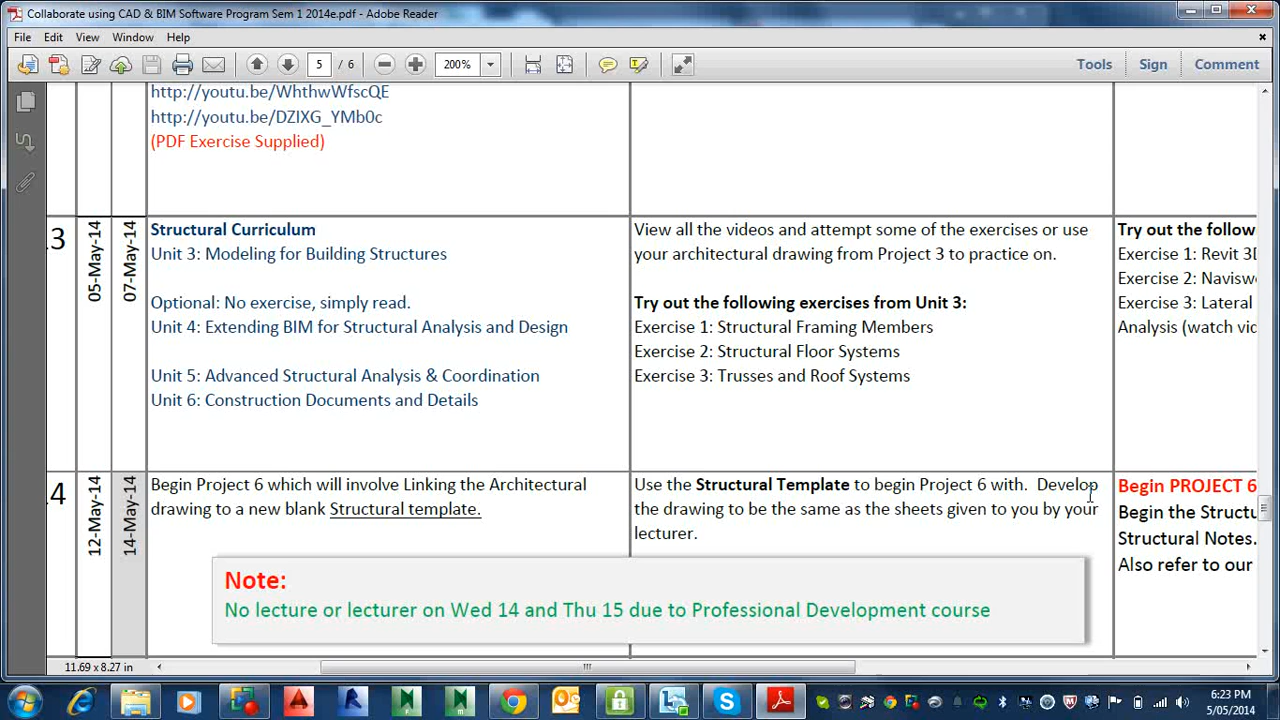 Collaborate using CAD & BIM Software Program Sem 1 2014e.pdf - Adobe Reader
File Edit View Window Help
5 / 6 200% Tools Sign Comment
http://youtu.be/WhthwWfscQE
http://youtu.be/DZIXG_YMb0c
(PDF Exercise Supplied)
.3
05-May-14
07-May-14
Structural Curriculum
Unit 3: Modeling for Building Structures
Optional: No exercise, simply read.
Unit 4: Extending BIM for Structural Analysis and Design
Unit 5: Advanced Structural Analysis & Coordination
Unit 6: Construction Documents and Details
View all the videos and attempt some of the exercises or use
your architectural drawing from Project 3 to practice on.
Try out the following exercises from Unit 3:
Exercise 1: Structural Framing Members
Exercise 2: Structural Floor Systems
Exercise 3: Trusses and Roof Systems
Try out the follow
Exercise 1: Revit 3D
Exercise 2: Navisw
Exercise 3: Lateral
Analysis (watch vid
.4
12-May-14
14-May-14
Begin Project 6 which will involve Linking the Architectural
drawing to a new blank Structural template.
Use the Structural Template to begin Project 6 with. Develop
the drawing to be the same as the sheets given to you by your
lecturer.
Begin PROJECT 6
Begin the Structu
Structural Notes.
Also refer to our
Note:
No lecture or lecturer on Wed 14 and Thu 15 due to Professional Development course
11.69 x 8.27 in
6:23 PM
5/05/2014